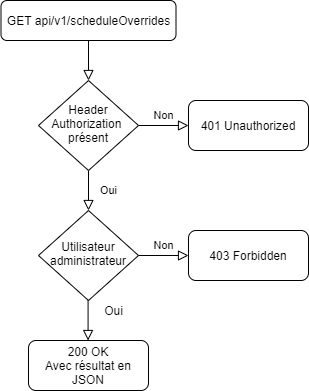 GET api/v1/scheduleOverrides
Header
Authorization
présent
Non
401 Unauthorized
Oui
Utilisateur
administrateur
Non
403 Forbidden
Oui
200 OK
Avec résultat en
JSON